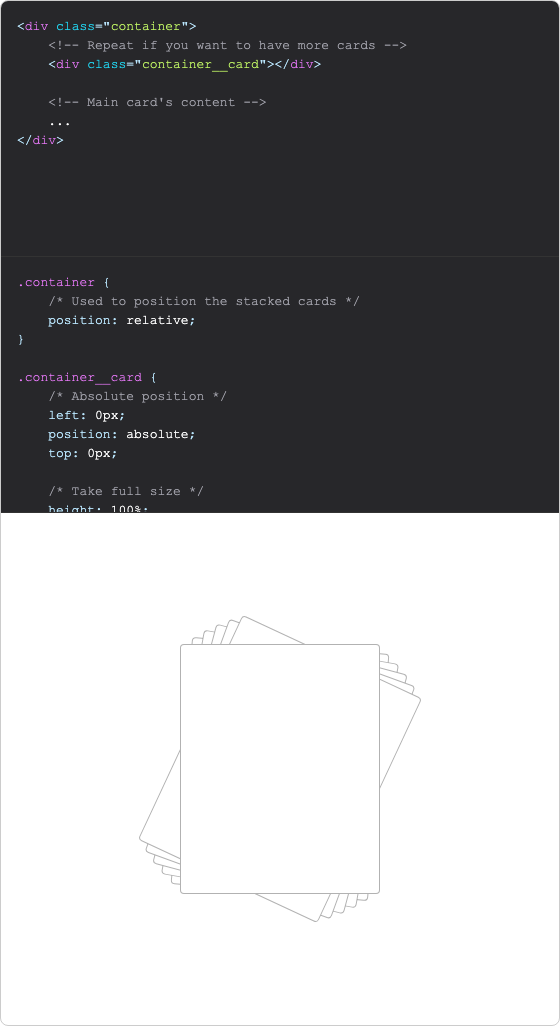 <div class="container">
<!-- Repeat if you want to have more cards -->
<div class="container__card"></div>
<!-- Main card's content -->
...
</div>
.container {
/* Used to position the stacked cards */
position: relative;
}
.container__card {
/* Absolute position */
left: 0px;
position: absolute;
top: 0px;
/* Take full size */
height: 100%;